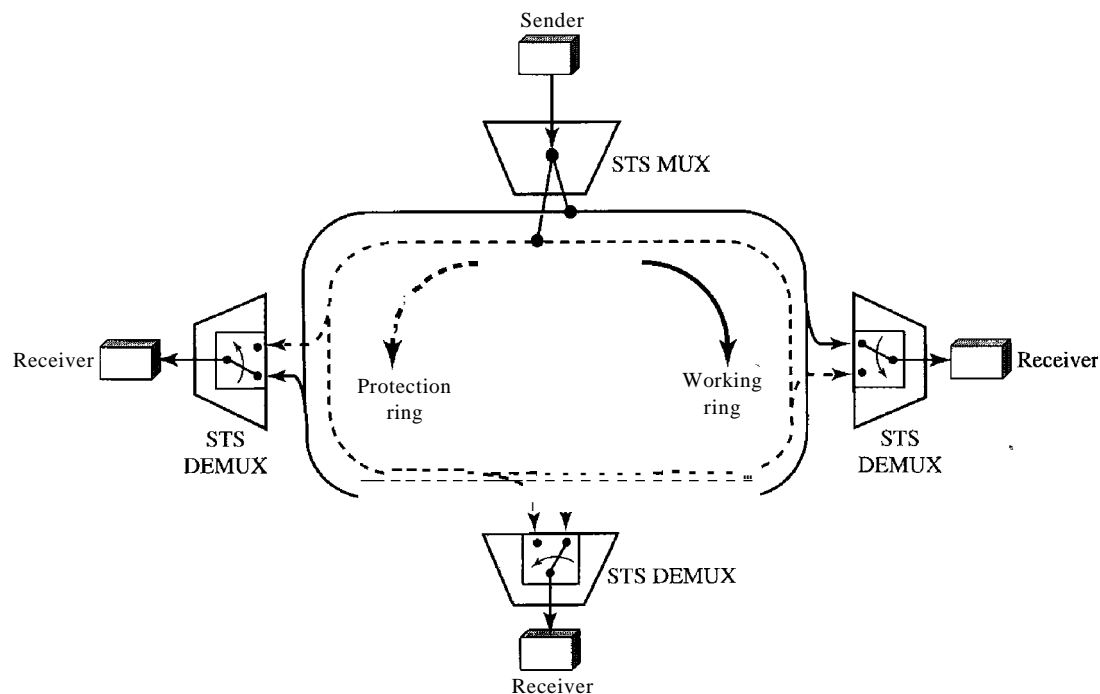 Sender
STS MUX
Receiver
Protection
ring
Working
ring
Receiver
STS
DEMUX
STS
DEMUX
STS DEMUX
Receiver